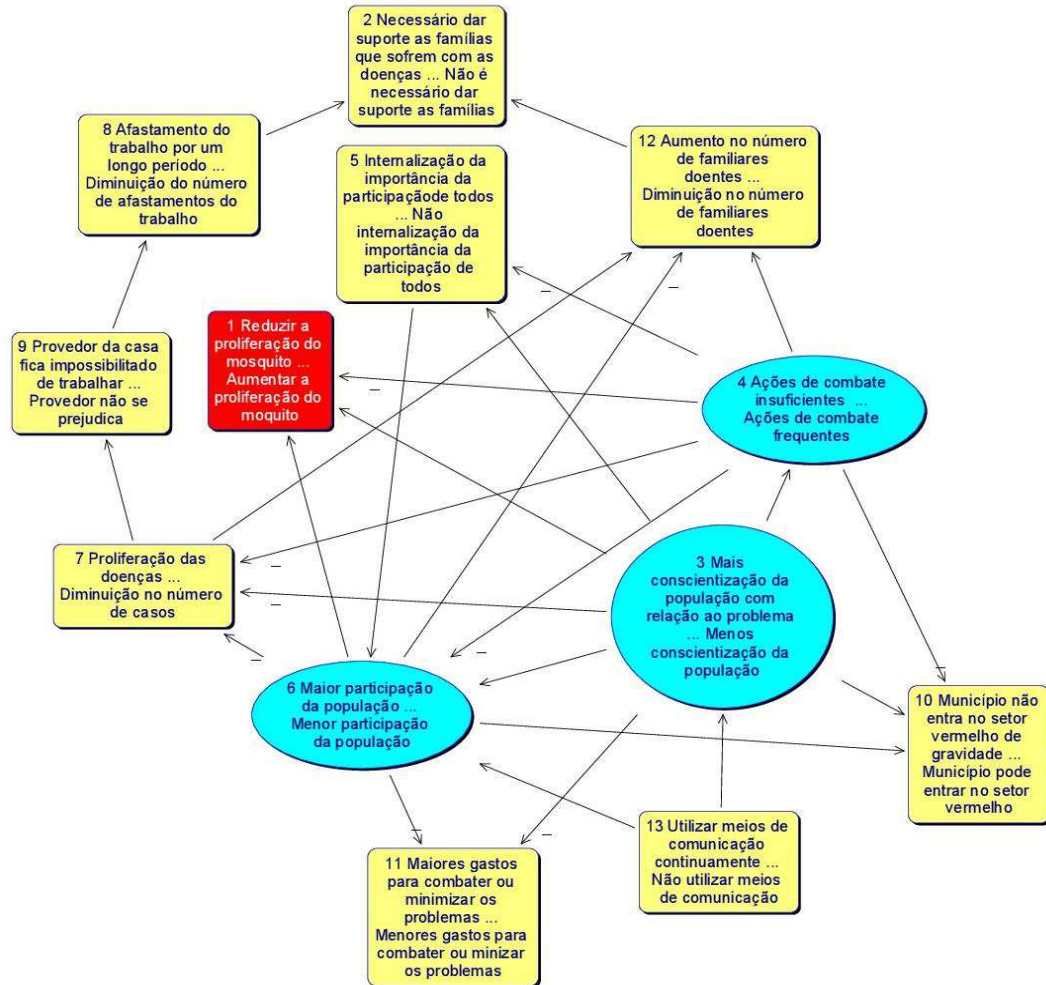 2 Necessário dar
suporte as famílias
que sofrem com as
doenças ... Não é
necessário dar
suporte as famílias
8 Afastamento do
trabalho por um
longo período ...
Diminuição do número
de afastamentos do
trabalho
5 Internalização da
importância da
participaçãode todos
... Não
internalização da
importância da
participação de
todos
12 Aumento no número
de familiares
doentes ...
Diminuição no número
de familiares
doentes
1 Reduzir a
proliferação do
mosquito ...
Aumentar a
proliferação do
moquito
9 Provedor da casa
fica impossibilitado
de trabalhar ...
Provedor não se
prejudica
4 Ações de combate
insuficientes ...
Ações de combate
frequentes
7 Proliferação das
doenças ...
Diminuição no número
de casos
3 Mais
conscientização da
população com
relação ao problema
... Menos
conscientização da
população
6 Maior participação
da população ...
Menor participação
da população
10 Município não
entra no setor
vermelho de
gravidade ...
Município pode
entrar no setor
vermelho
13 Utilizar meios de
comunicação
continuamente ...
Não utilizar meios
de comunicação
11 Maiores gastos
para combater ou
minimizar os
problemas ...
Menores gastos para
combater ou minizar
os problemas